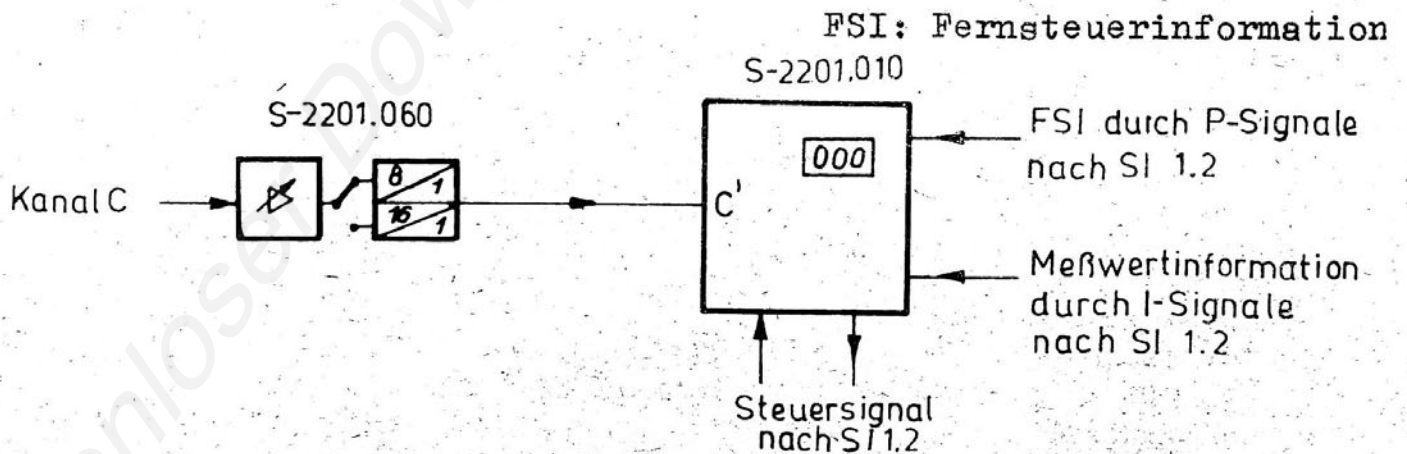 FSI: Fernsteuerinformation
S-2201.010
S-2201.060
Kanal C
8
1
16
1
C'
000
FSI durch P-Signale
nach SI 1.2
Meßwertinformation
durch I-Signale
nach SI 1.2
Steuersignal
nach SI 1.2